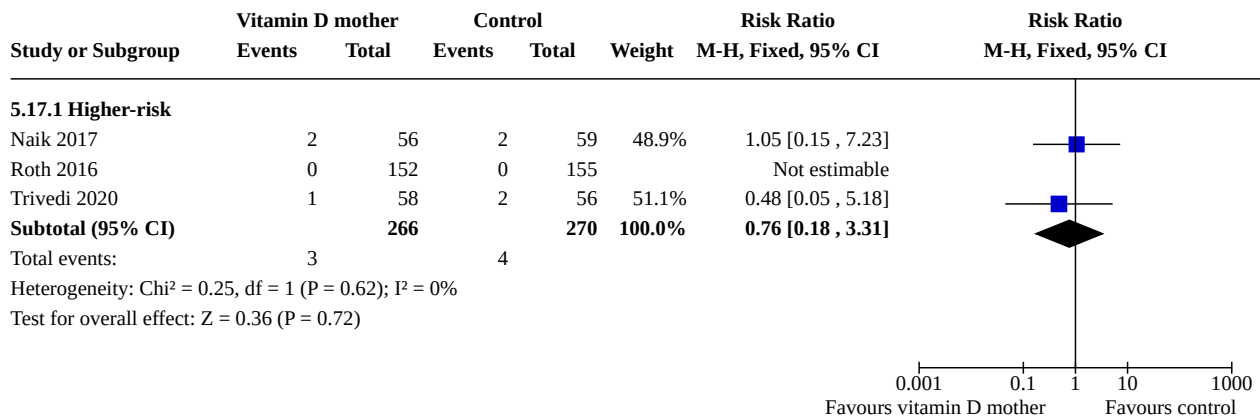 Vitamin D mother Control Risk Ratio Risk Ratio
Study or Subgroup Events Total Events Total Weight M-H, Fixed, 95% CI M-H, Fixed, 95% CI
5.17.1 Higher-risk
Naik 2017 2 56 2 59 48.9% 1.05 [0.15 , 7.23]
Roth 2016 0 152 0 155 Not estimable
Trivedi 2020 1 58 2 56 51.1% 0.48 [0.05 , 5.18]
Subtotal (95% CI) 266 270 100.0% 0.76 [0.18 , 3.31]
Total events: 3 4
Heterogeneity: Chi² = 0.25, df = 1 (P = 0.62); I² = 0%
Test for overall effect: Z = 0.36 (P = 0.72)
0.001 0.1 1 10 1000
Favours vitamin D mother Favours control